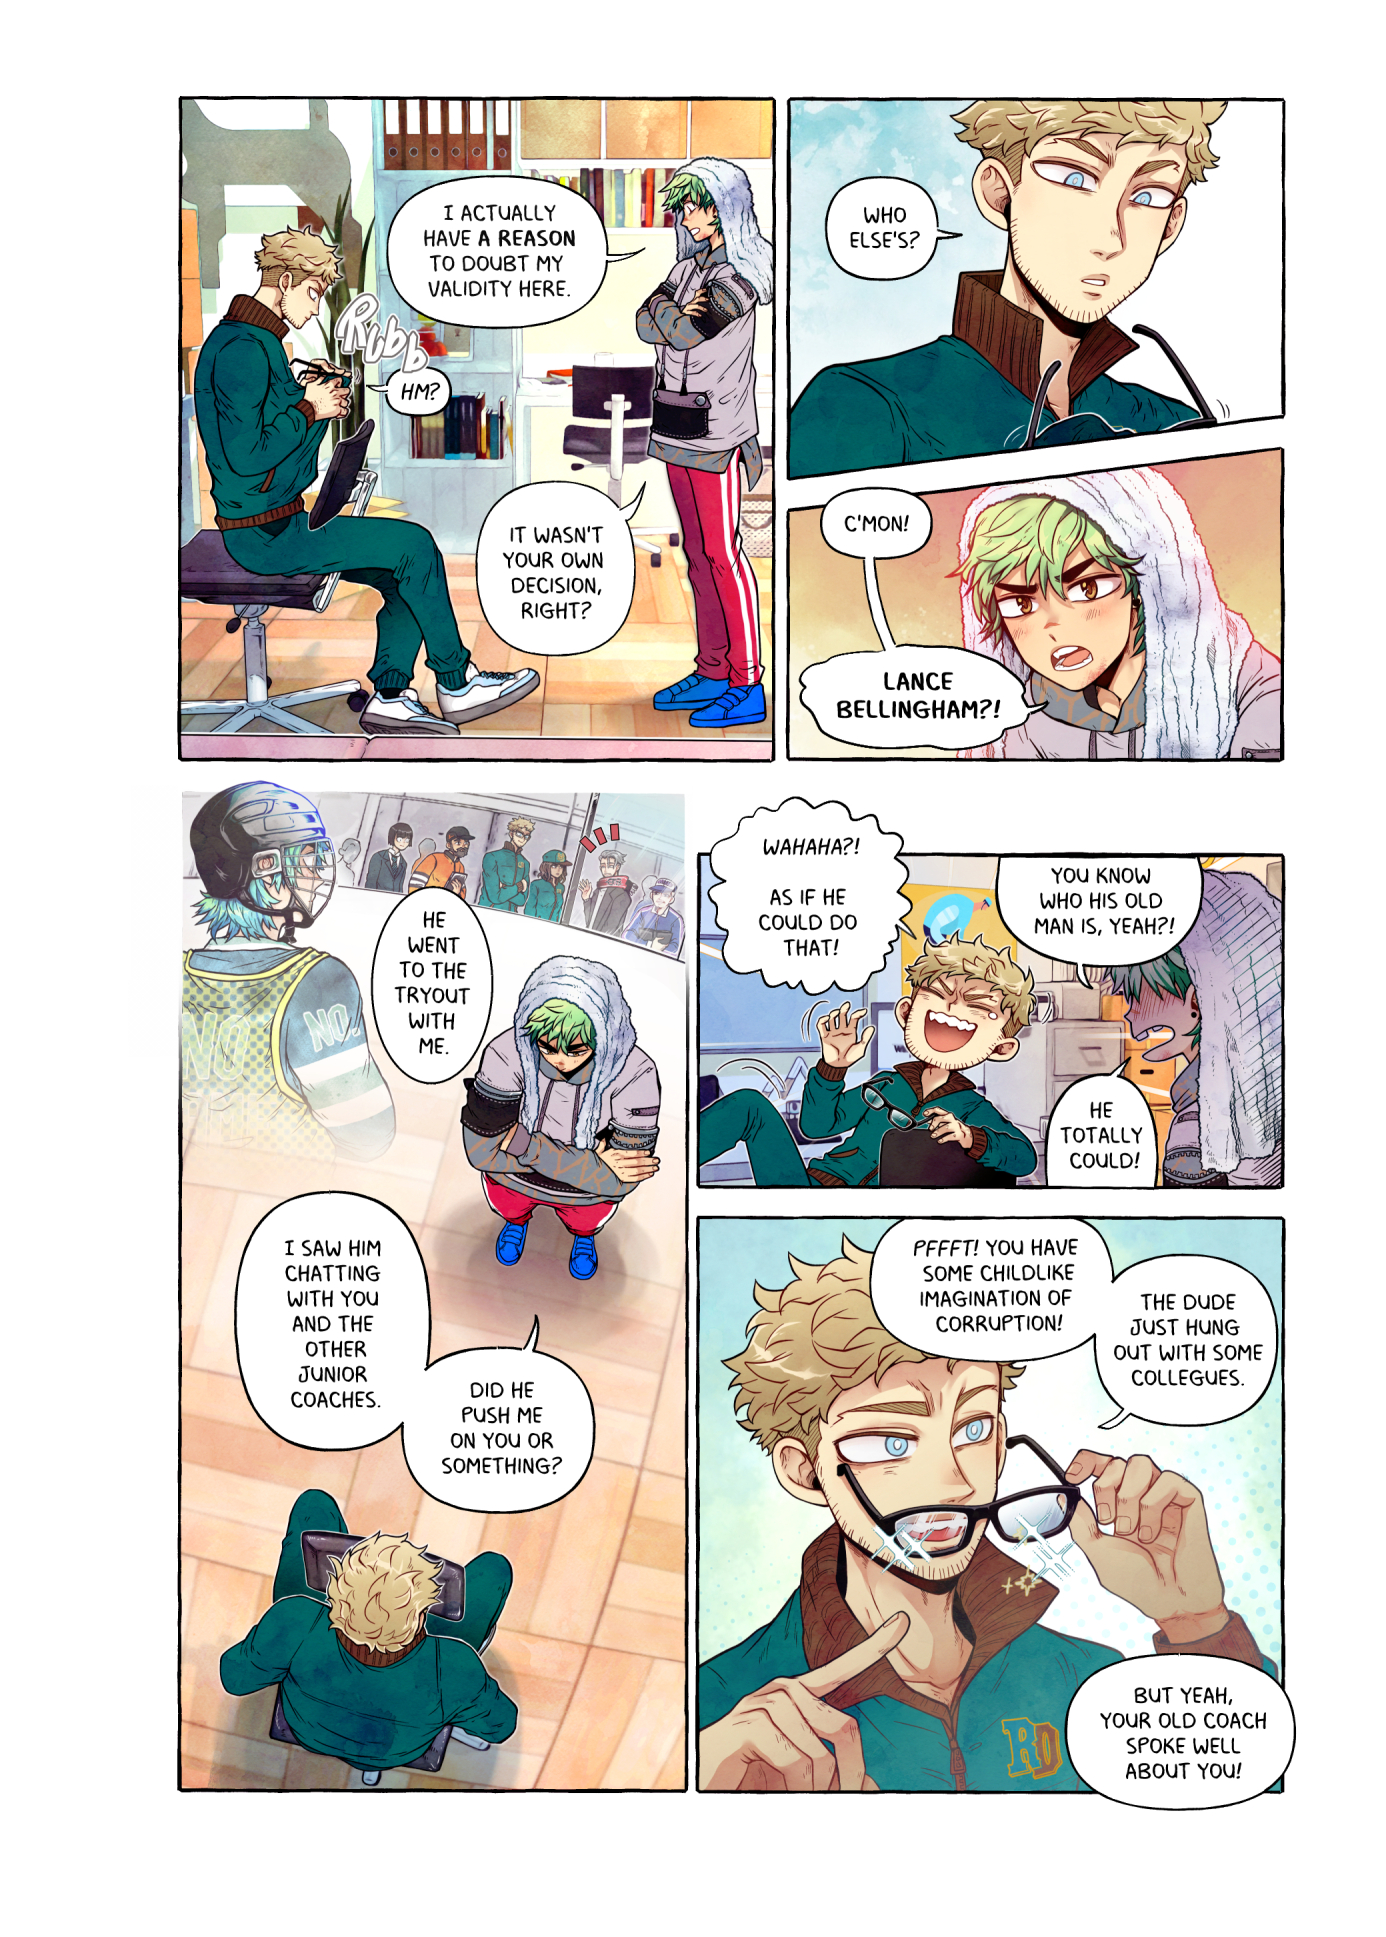 I ACTUALLY
HAVE A REASON
TO DOUBT MY
VALIDITY HERE.
Rubb
HM?
IT WASN'T
YOUR OWN
DECISION,
RIGHT?
WHO
ELSE'S?
C'MON!
LANCE
BELLINGHAM?!
HE
WENT
TO THE
TRYOUT
WITH
ME.
NO.
NO
I SAW HIM
CHATTING
WITH YOU
AND THE
OTHER
JUNIOR
COACHES.
DID HE
PUSH ME
ON YOU OR
SOMETHING?
WAHAHA?!
AS IF HE
COULD DO
THAT!
YOU KNOW
WHO HIS OLD
MAN IS, YEAH?!
HE
TOTALLY
COULD!
PFFFT! YOU HAVE
SOME CHILDLIKE
IMAGINATION OF
CORRUPTION!
THE DUDE
JUST HUNG
OUT WITH SOME
COLLEGUES.
RD
BUT YEAH,
YOUR OLD COACH
SPOKE WELL
ABOUT YOU!